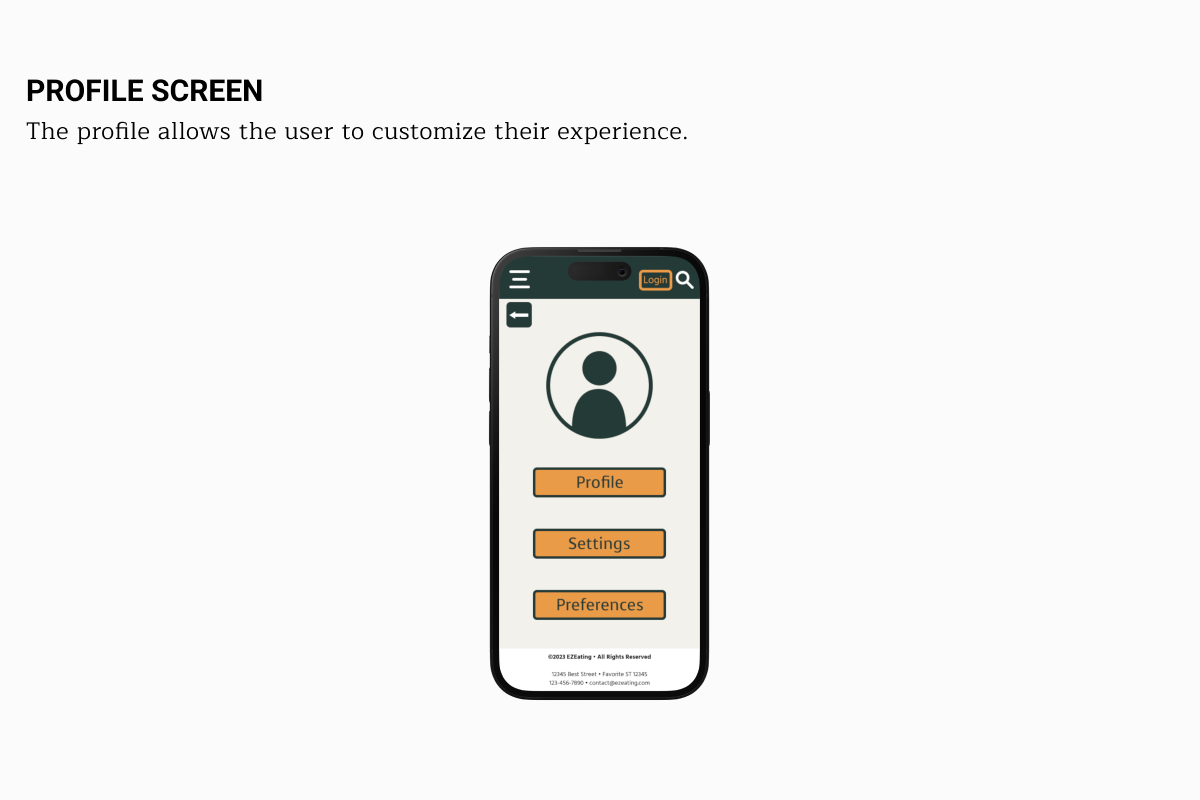 PROFILE SCREEN
The profile allows the user to customize their experience.
Login
Profile
Settings
Preferences
©2023 EZEating • All Rights Reserved
12345 Best Street • Favorite ST 12345
123-456-7890 • contact@ezeating.com